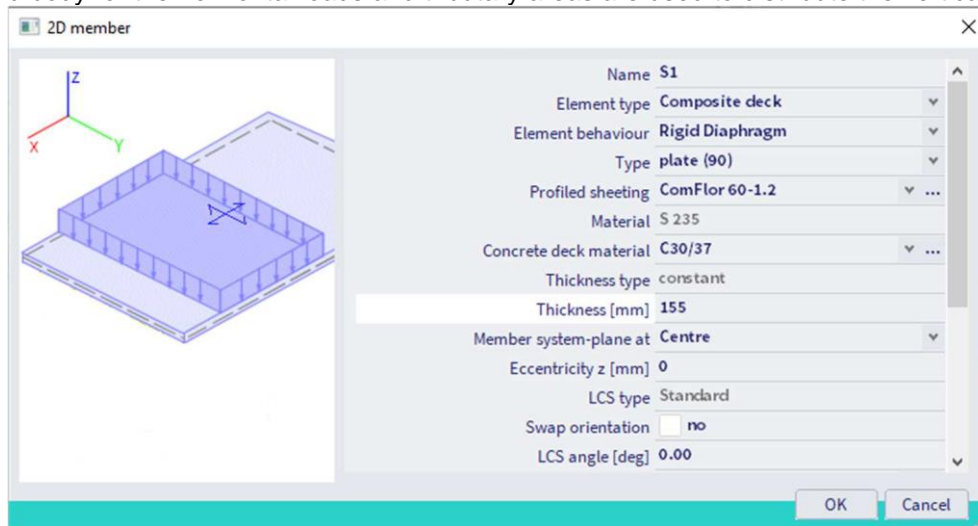 2D member
Z
X
Y
Name S1
Element type Composite deck
Element behaviour Rigid Diaphragm
Type plate (90)
Profiled sheeting ComFlor 60-1.2 ...
Material S 235
Concrete deck material C30/37 ...
Thickness type constant
Thickness [mm] 155
Member system-plane at Centre
Eccentricity z [mm] 0
LCS type Standard
Swap orientation no
LCS angle [deg] 0.00
OK Cancel